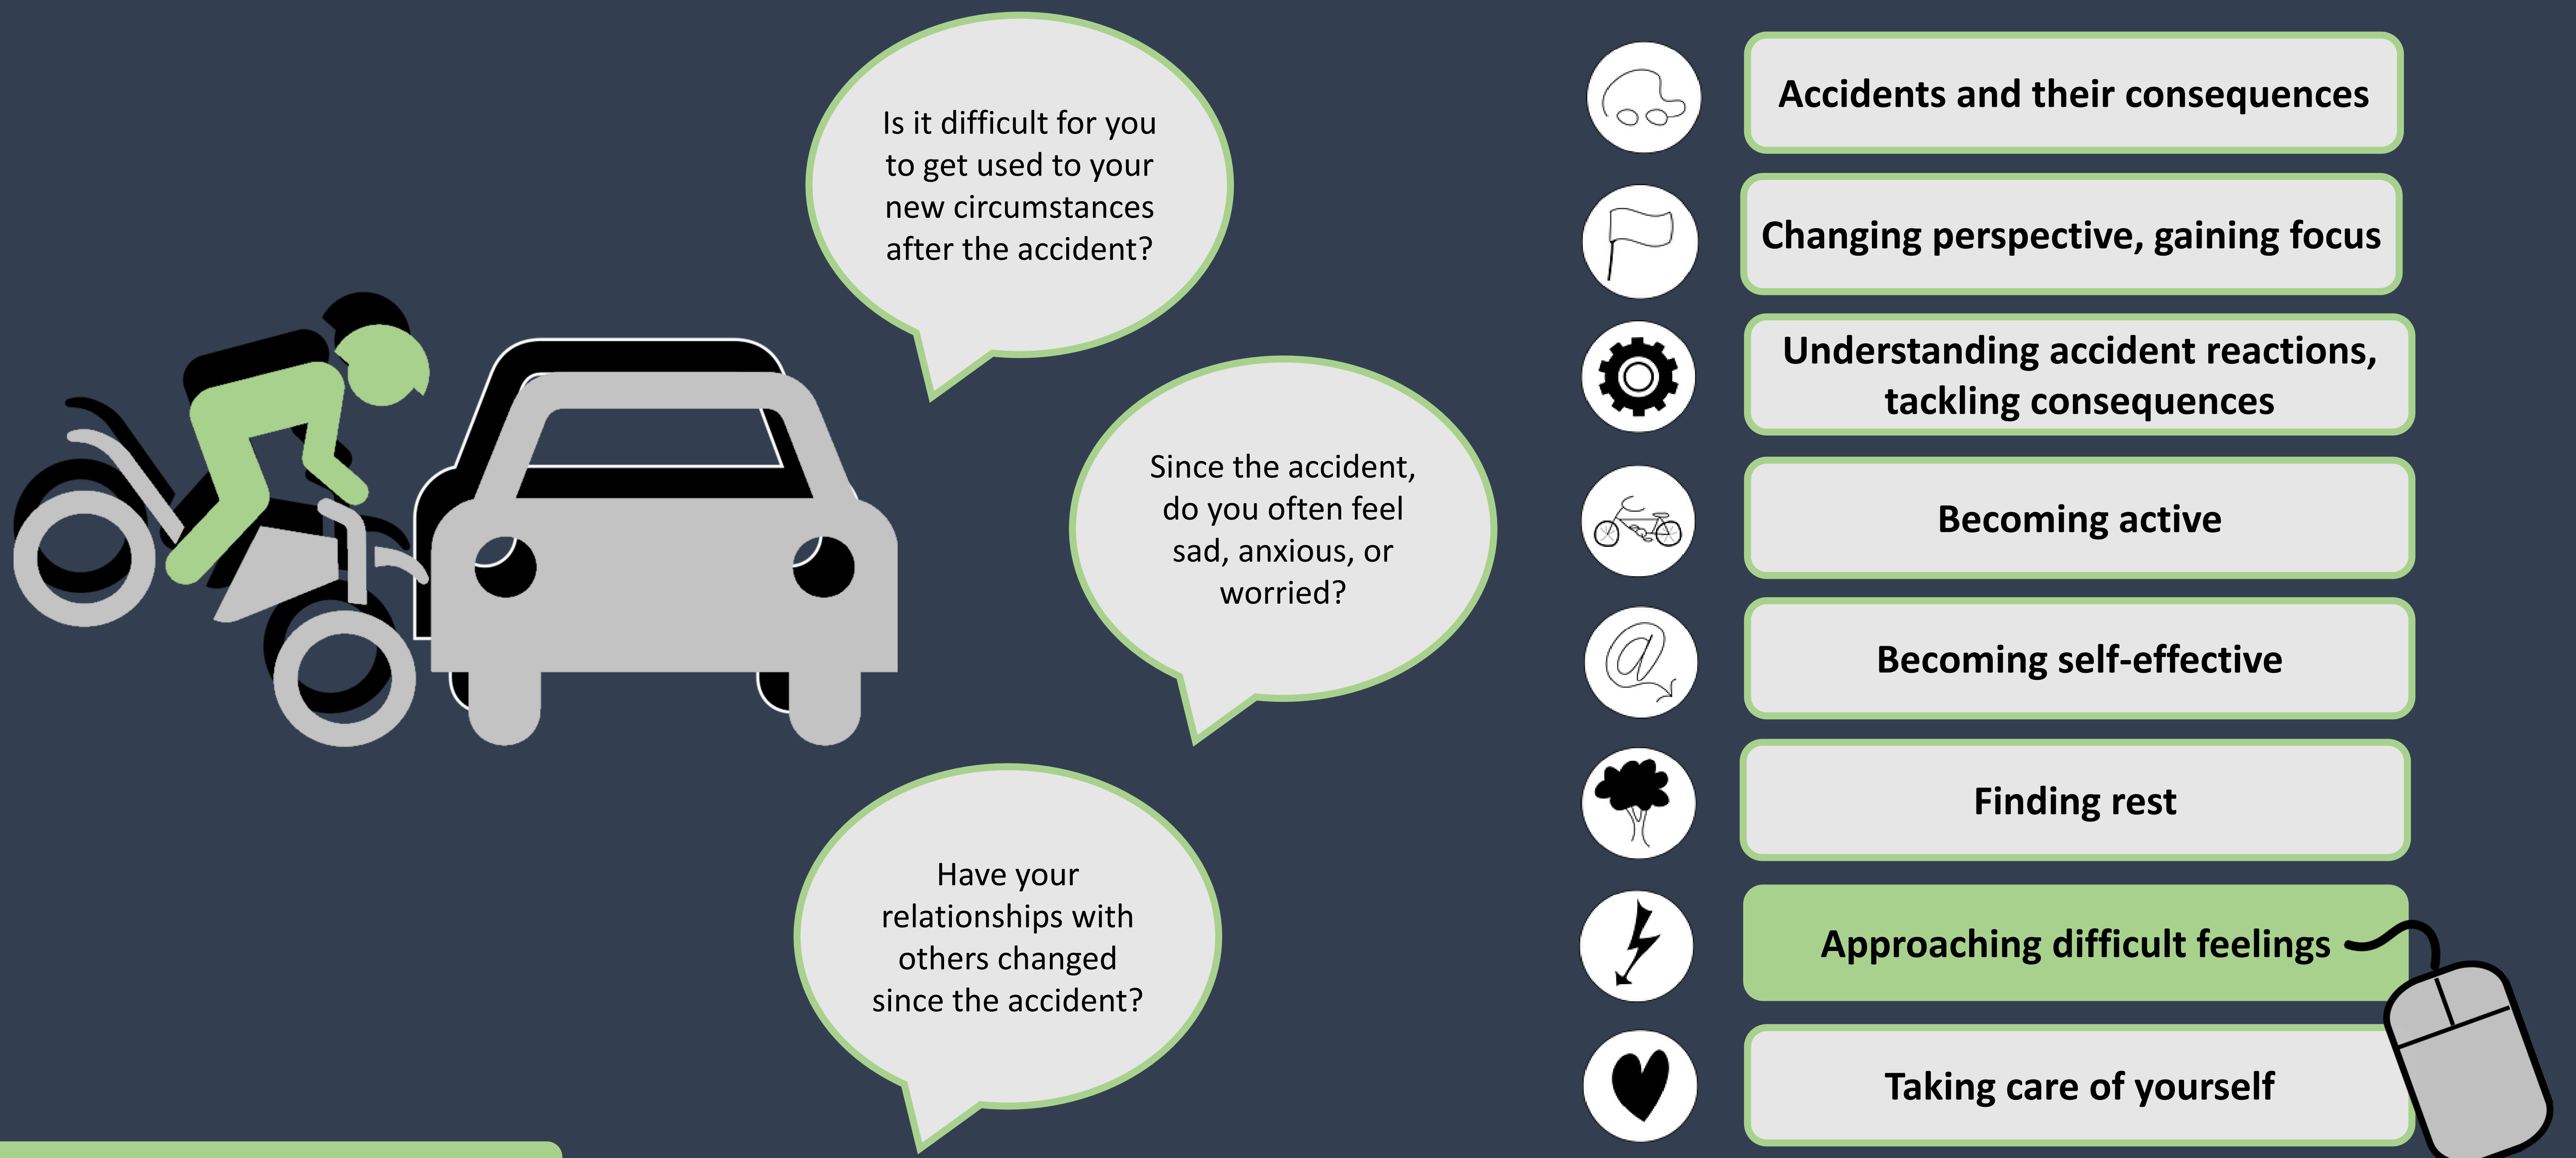 Is it difficult for you
to get used to your
new circumstances
after the accident?
Since the accident,
do you often feel
sad, anxious, or
worried?
Have your
relationships with
others changed
since the accident?
Accidents and their consequences
Changing perspective, gaining focus
Understanding accident reactions,
tackling consequences
Becoming active
Becoming self-effective
Finding rest
Approaching difficult feelings
Taking care of yourself